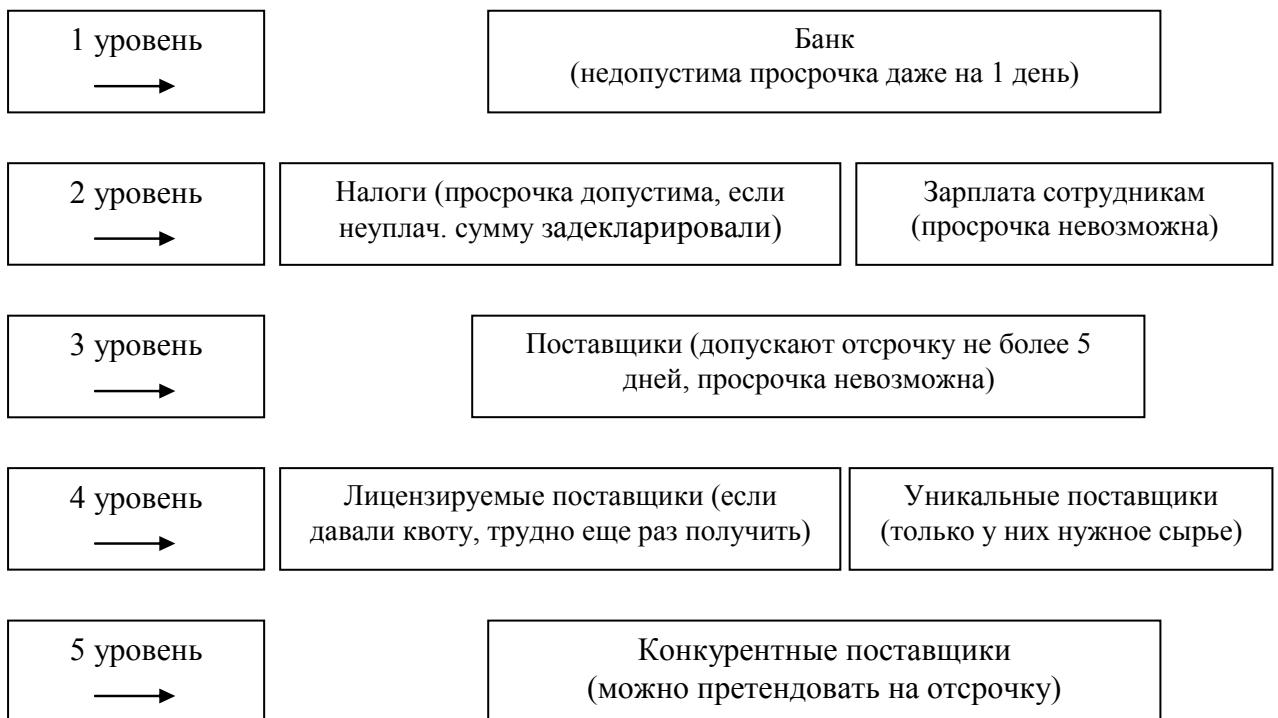 1 уровень
Банк
(недопустима просрочка даже на 1 день)
2 уровень
Налоги (просрочка допустима, если
неуплач. сумму задекларировали)
Зарплата сотрудникам
(просрочка невозможна)
3 уровень
Поставщики (допускают отсрочку не более 5
дней, просрочка невозможна)
4 уровень
Лицензируемые поставщики (если
давали квоту, трудно еще раз получить)
Уникальные поставщики
(только у них нужное сырье)
5 уровень
Конкурентные поставщики
(можно претендовать на отсрочку)